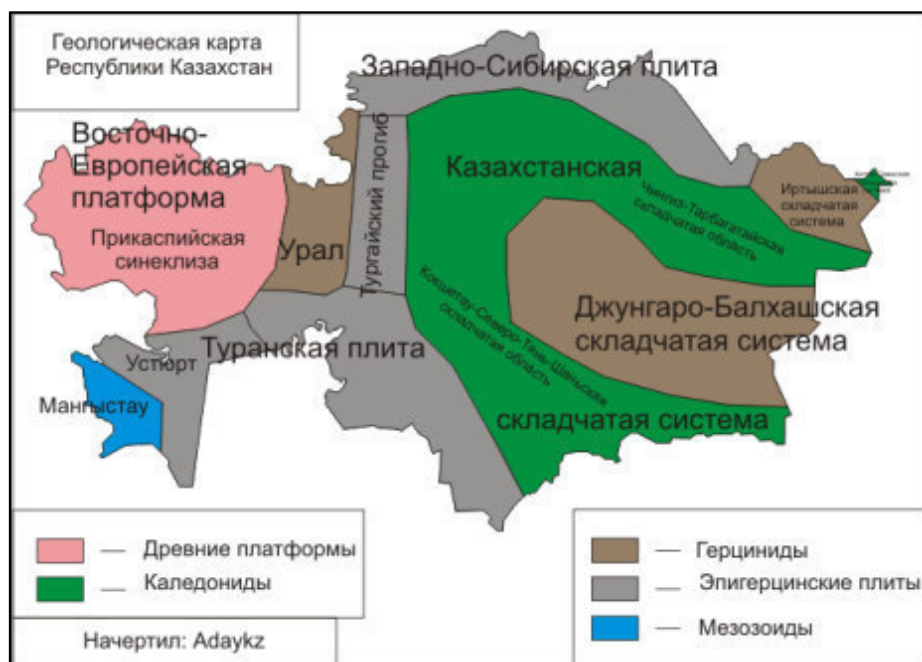 Геологическая карта
Республики Казахстан
Западно-Сибирская плита
Восточно-
Европейская
платформа
Прикаспийская
синеклиза
Урал
Тургайский прогиб
Казахстанская
Чингиз-Тарбагатайская
складчатая область
Иртышская
складчатая
система
Кокшетау-Северо-Тянь-Шаньская
складчатая область
Джунгаро-Балхашская
складчатая система
Туранская плита
Устюрт
Мангыстау
складчатая система
— Древние платформы
— Каледониды
— Герциниды
— Эпигерцинские плиты
— Мезозоиды
Начертил: Adaykz